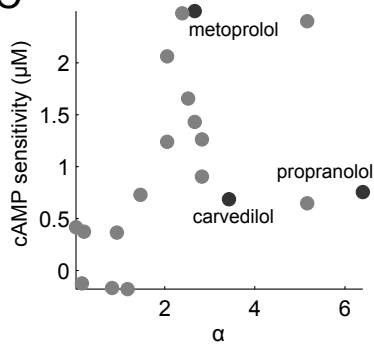 metoprolol
2
1.5
1
0.5
0
cAMP sensitivity (μM)
propranolol
carvedilol
2 4 6
α